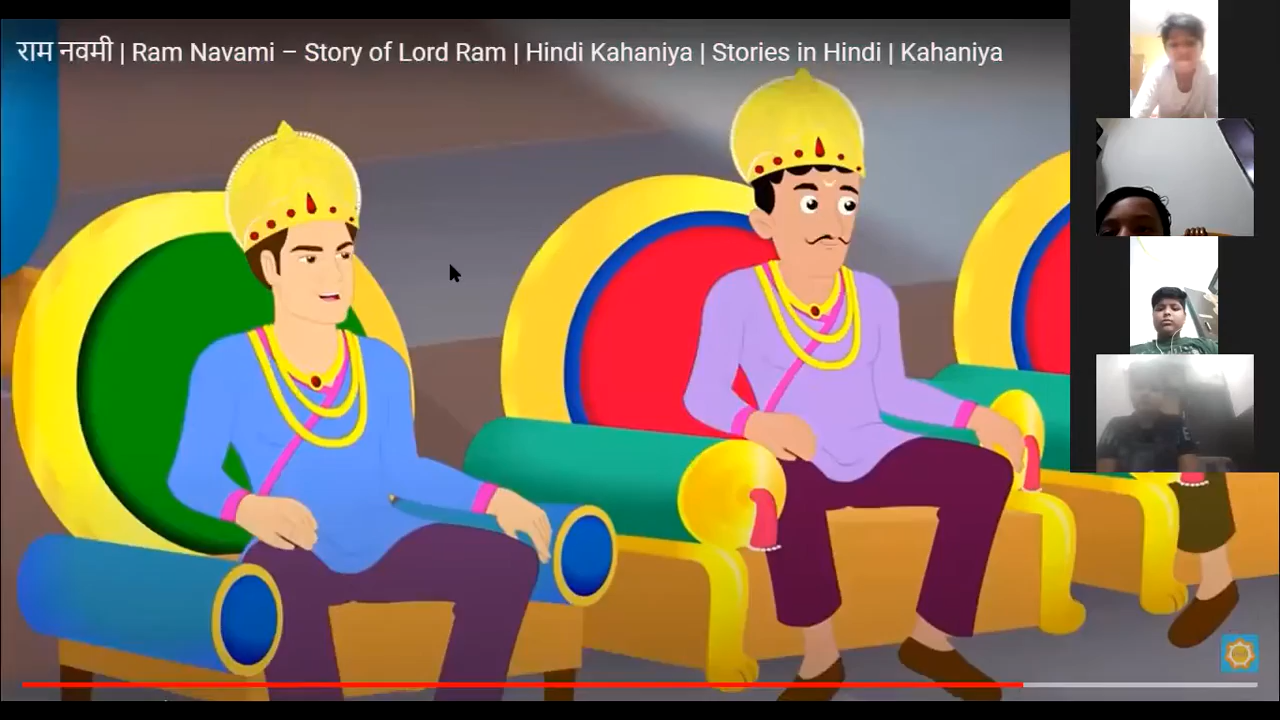 राम नवमी | Ram Navami – Story of Lord Ram | Hindi Kahaniya | Stories in Hindi | Kahaniya